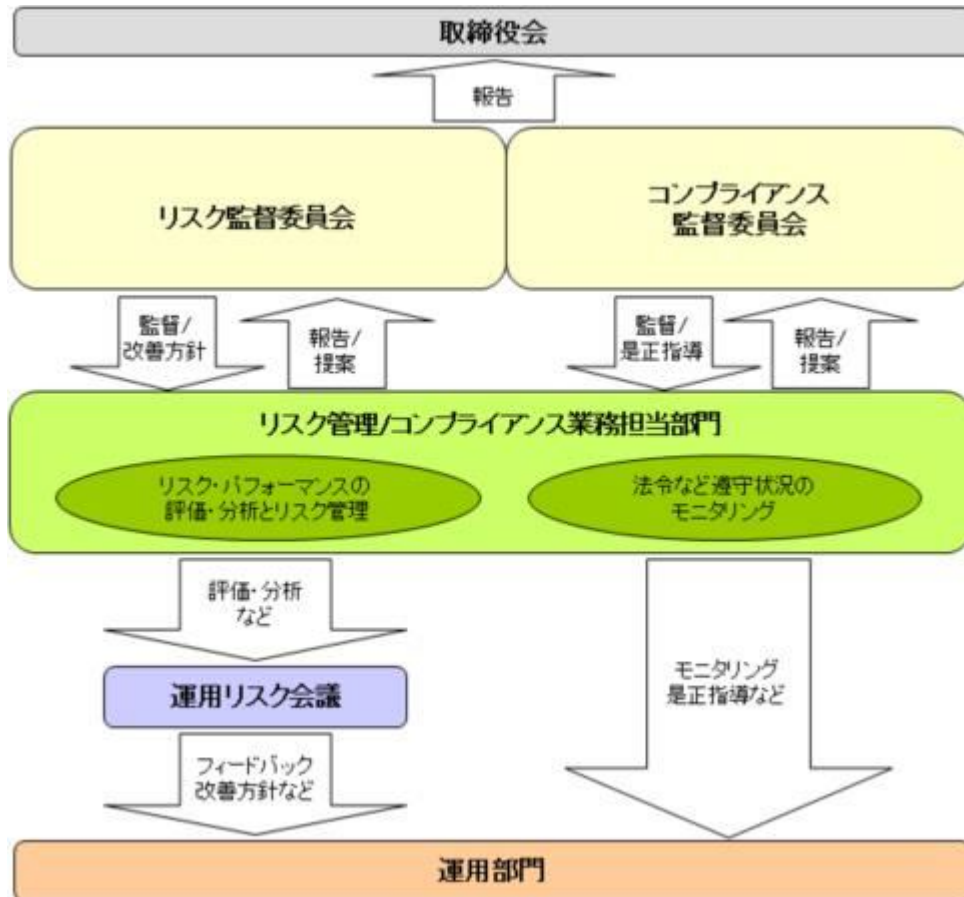 取締役会
報告
リスク監督委員会
コンプライアンス
監督委員会
監督/
改善方針
報告/
提案
監督/
是正指導
報告/
提案
リスク管理/コンプライアンス業務担当部門
リスク・パフォーマンスの
評価・分析とリスク管理
法令など遵守状況の
モニタリング
評価・分析
など
運用リスク会議
フィードバック
改善方針など
モニタリング
是正指導など
運用部門